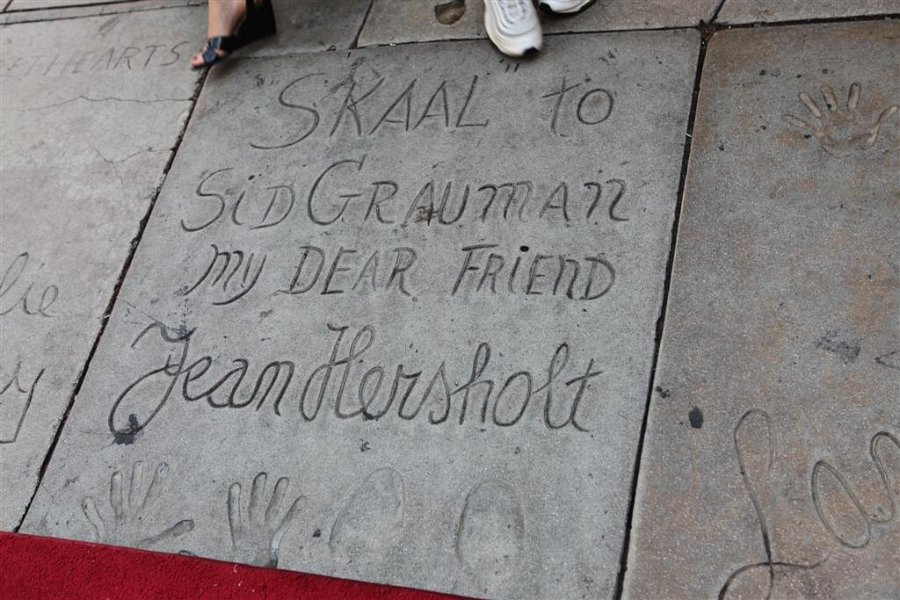 "SKAAL" to
SiD GRAUMAN
my DEAR FRiEND
Jean Hersholt